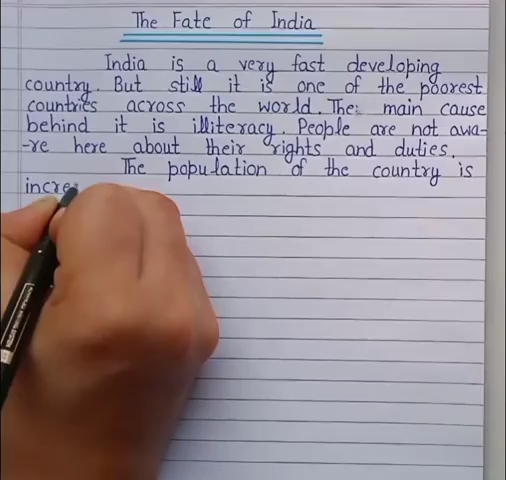 The Fate of India
India is a very fast developing
country. But still it is one of the poorest
countries across the world. The main cause
behind it is illiteracy. People are not awa-
-re here about their rights and duties.
The population of the country is
incre